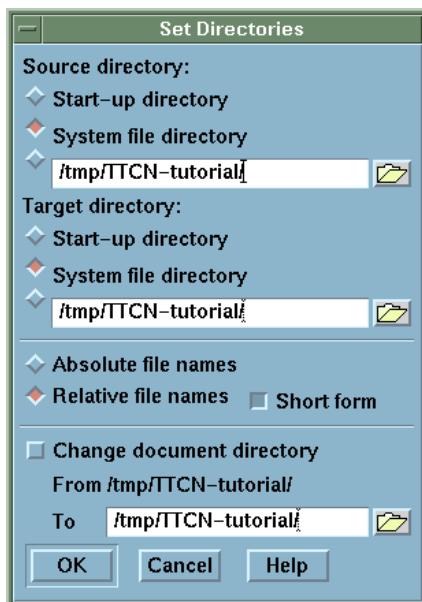 Set Directories
Source directory:
Start-up directory
System file directory
/tmp/TTCN-tutorial/
Target directory:
Start-up directory
System file directory
/tmp/TTCN-tutorial/
Absolute file names
Relative file names Short form
Change document directory
From /tmp/TTCN-tutorial/
To /tmp/TTCN-tutorial/
OK Cancel Help